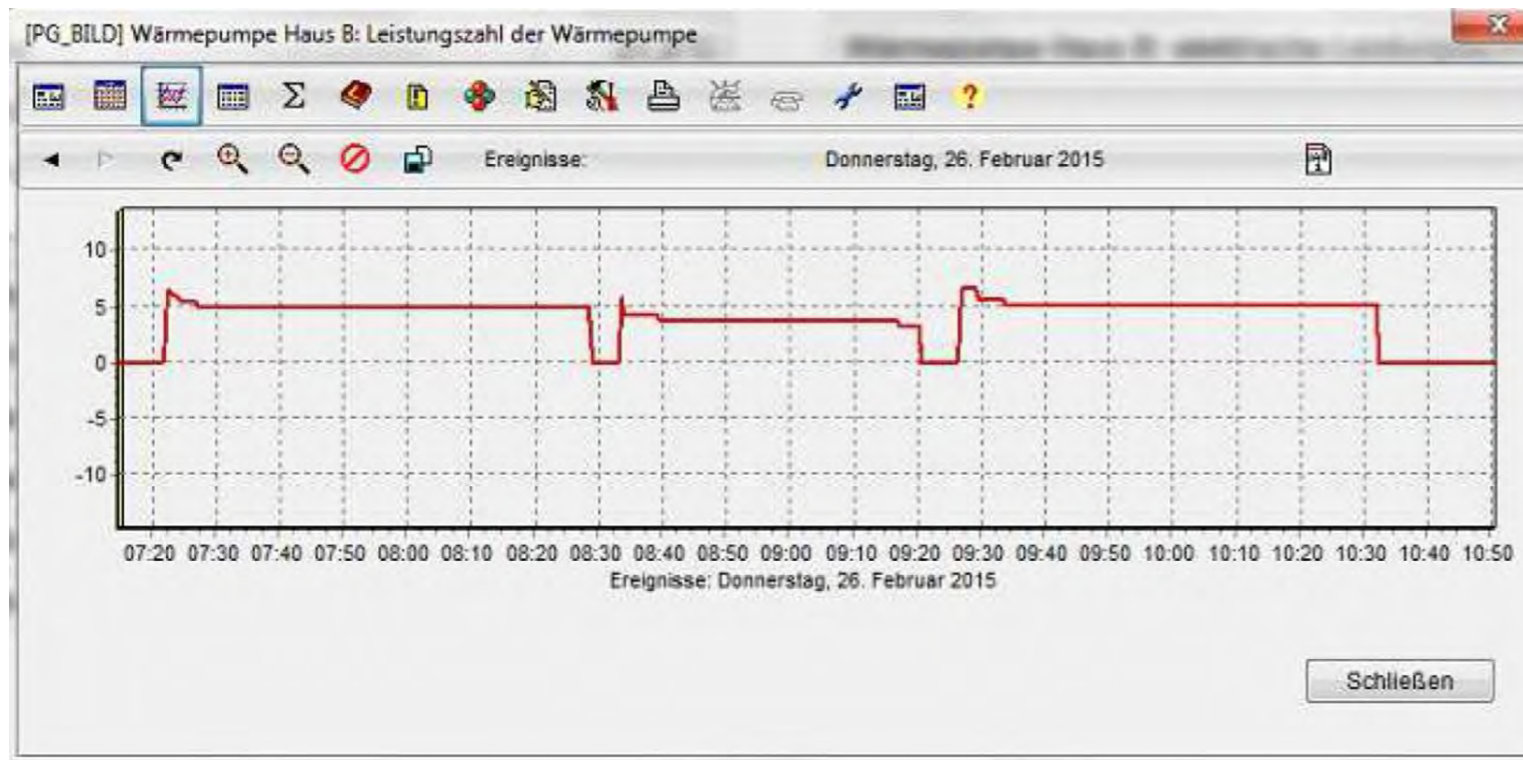 [PG_BILD] Wärmepumpe Haus B: Leistungszahl der Wärmepumpe
Ereignisse: Donnerstag, 26. Februar 2015
10
5
0
-5
-10
07:20 07:30 07:40 07:50 08:00 08:10 08:20 08:30 08:40 08:50 09:00 09:10 09:20 09:30 09:40 09:50 10:00 10:10 10:20 10:30 10:40 10:50
Ereignisse: Donnerstag, 26. Februar 2015
Schließen